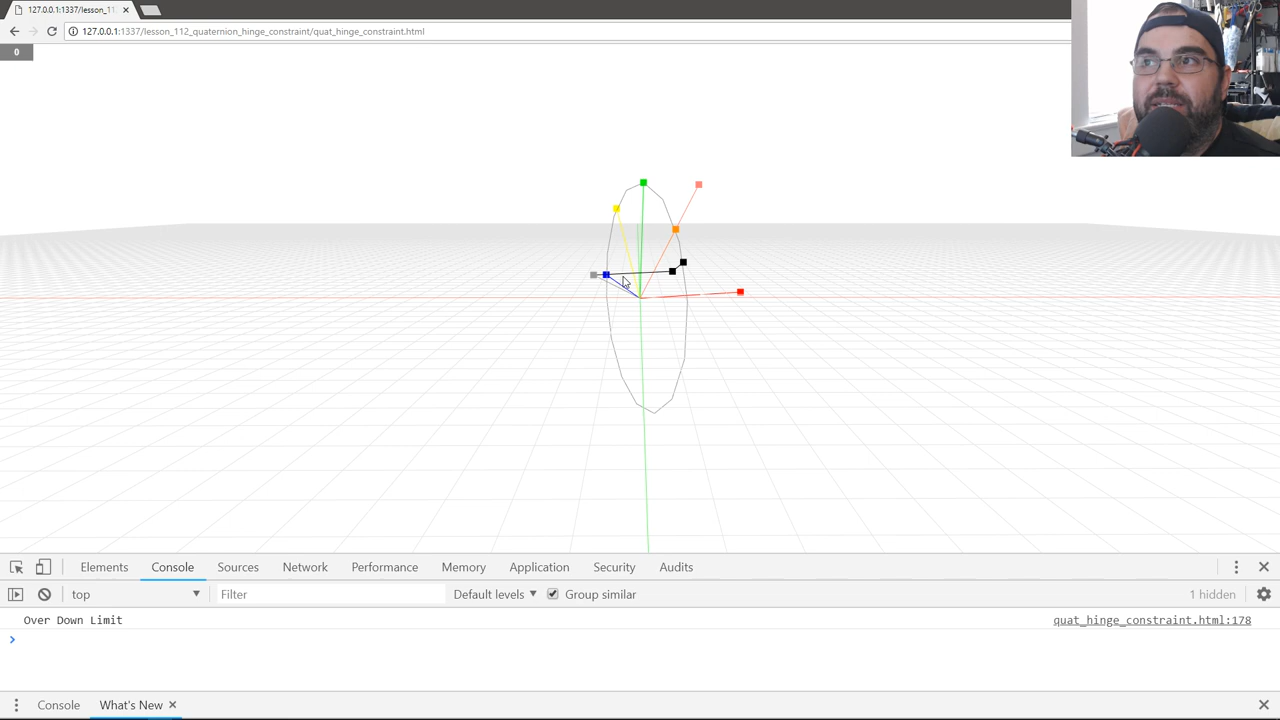 127.0.0.1:1337/lesson_11
127.0.0.1:1337/lesson_112_quaternion_hinge_constraint/quat_hinge_constraint.html
0
Elements Console Sources Network Performance Memory Application Security Audits
top Filter Default levels Group similar 1 hidden
Over Down Limit quat_hinge_constraint.html:178
Console What's New